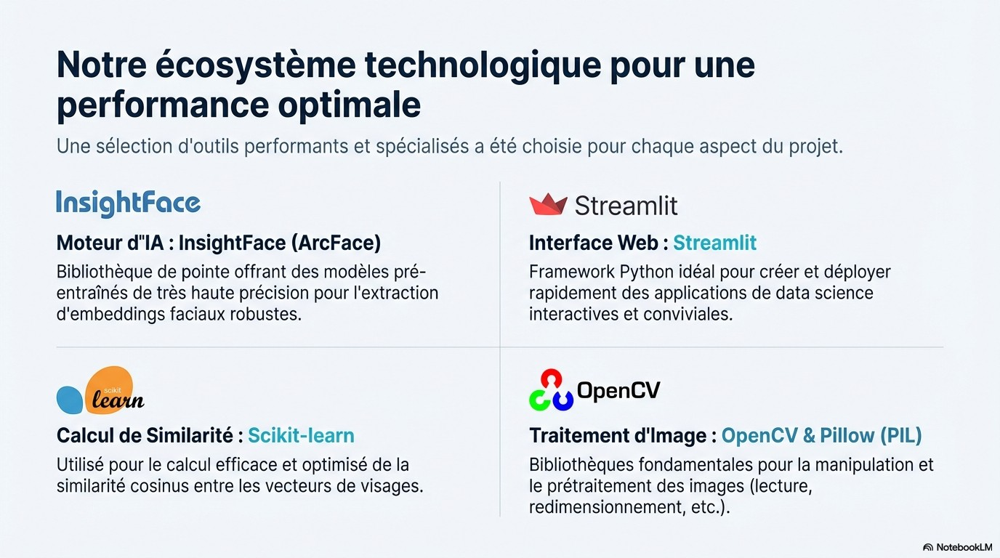 Notre écosystème technologique pour une
performance optimale
Une sélection d'outils performants et spécialisés a été choisie pour chaque aspect du projet.
InsightFace
Moteur d"IA : InsightFace (ArcFace)
Bibliothèque de pointe offrant des modèles pré-
entraînés de très haute précision pour l'extraction
d'embeddings faciaux robustes.
Streamlit
Interface Web : Streamlit
Framework Python idéal pour créer et déployer
rapidement des applications de data science
interactives et conviviales.
scikit
learn
Calcul de Similarité : Scikit-learn
Utilisé pour le calcul efficace et optimisé de la
similarité cosinus entre les vecteurs de visages.
OpenCV
Traitement d'Image : OpenCV & Pillow (PIL)
Bibliothèques fondamentales pour la manipulation et
le prétraitement des images (lecture,
redimensionnement, etc.).
NotebookLM